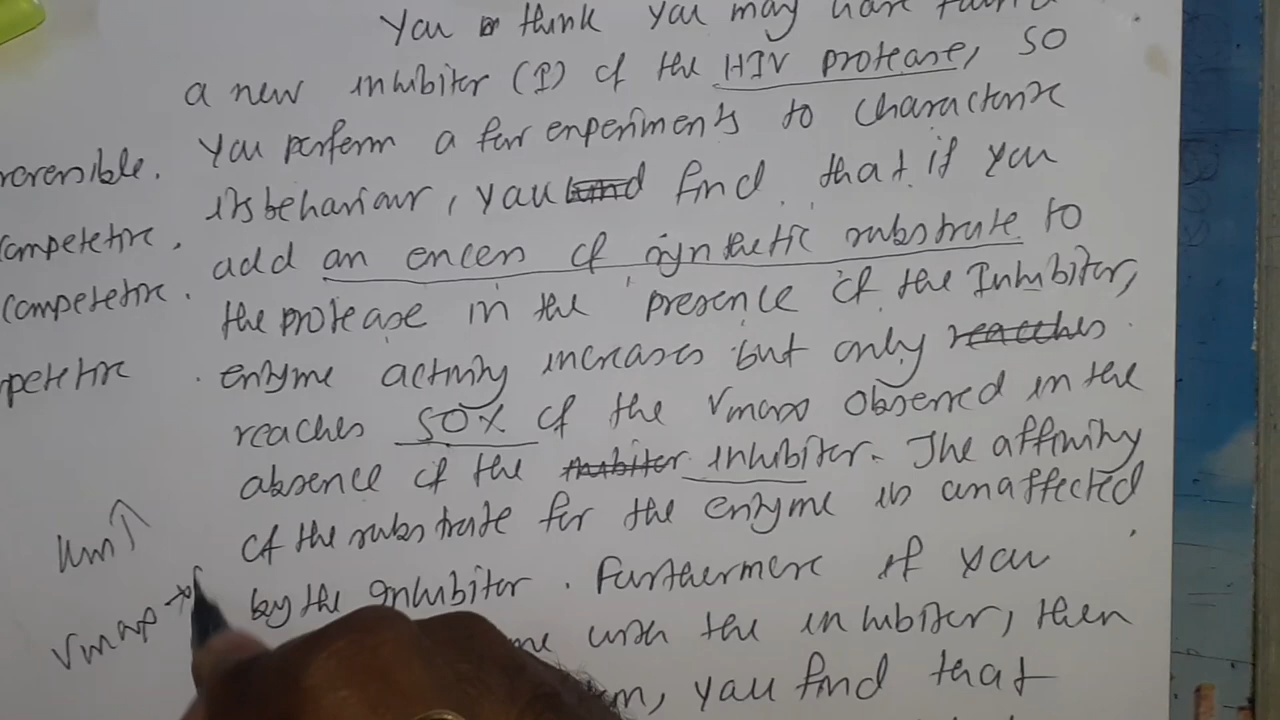 You think you may have found
a new inhibitor (I) of the HIV protease, so
you perform a few experiments to characterize
reversible.
its behaviour, you find that if you
competetive.
add an excess of synthetic substrate to
competetive.
the protease in the presence of the Inhibitor,
petetive
enzyme activity increases but only reaches
reaches 50% of the Vmax observed in the
absence of the inhibiter inhibitor. The affinity
of the substrate for the enzyme is unaffected
Km↑
by the inhibitor. Furthermore if you
Vmax
me with the inhibitor, then
m, you find that